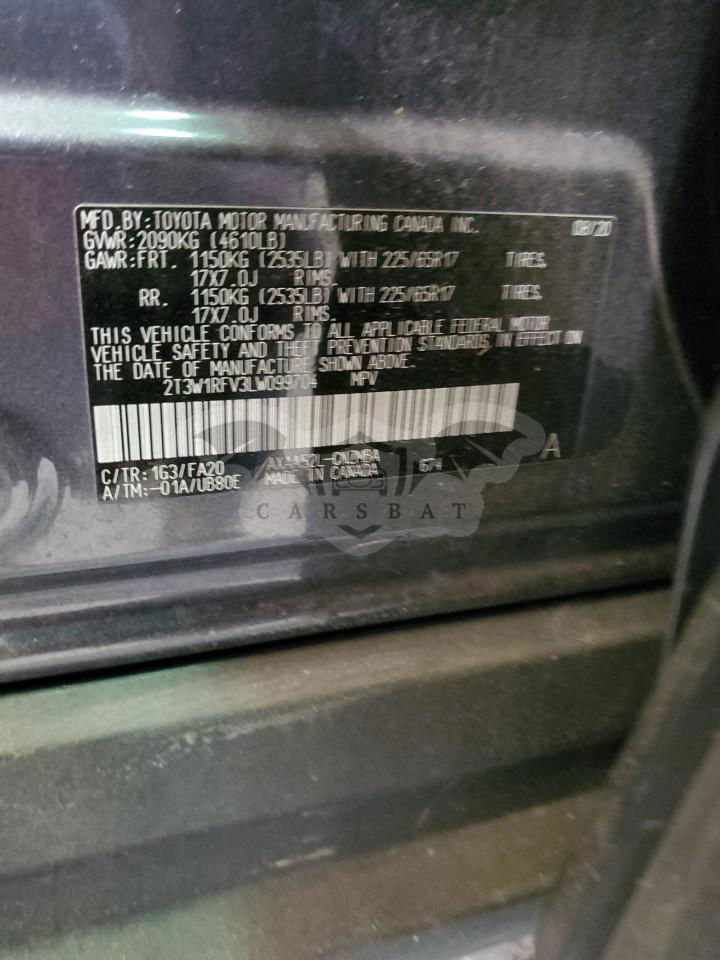 MFD.BY:TOYOTA MOTOR MANUFACTURING CANADA INC. 08/20
GVWR:2090KG (4610LB)
GAWR:FRT. 1150KG (2535LB) WITH 225/65R17 TIRES.
17X7.0J RIMS.
RR. 1150KG (2535LB) WITH 225/65R17 TIRES.
17X7.0J RIMS.
THIS VEHICLE CONFORMS TO ALL APPLICABLE FEDERAL MOTOR
VEHICLE SAFETY AND THEFT PREVENTION STANDARDS IN EFFECT ON
THE DATE OF MANUFACTURE SHOWN ABOVE.
2T3W1RFV3LW099704 MPV
C/TR:1G3/FA20 674 A
A/TM:-01A/UB80E MADE IN CANADA
CARSBAT